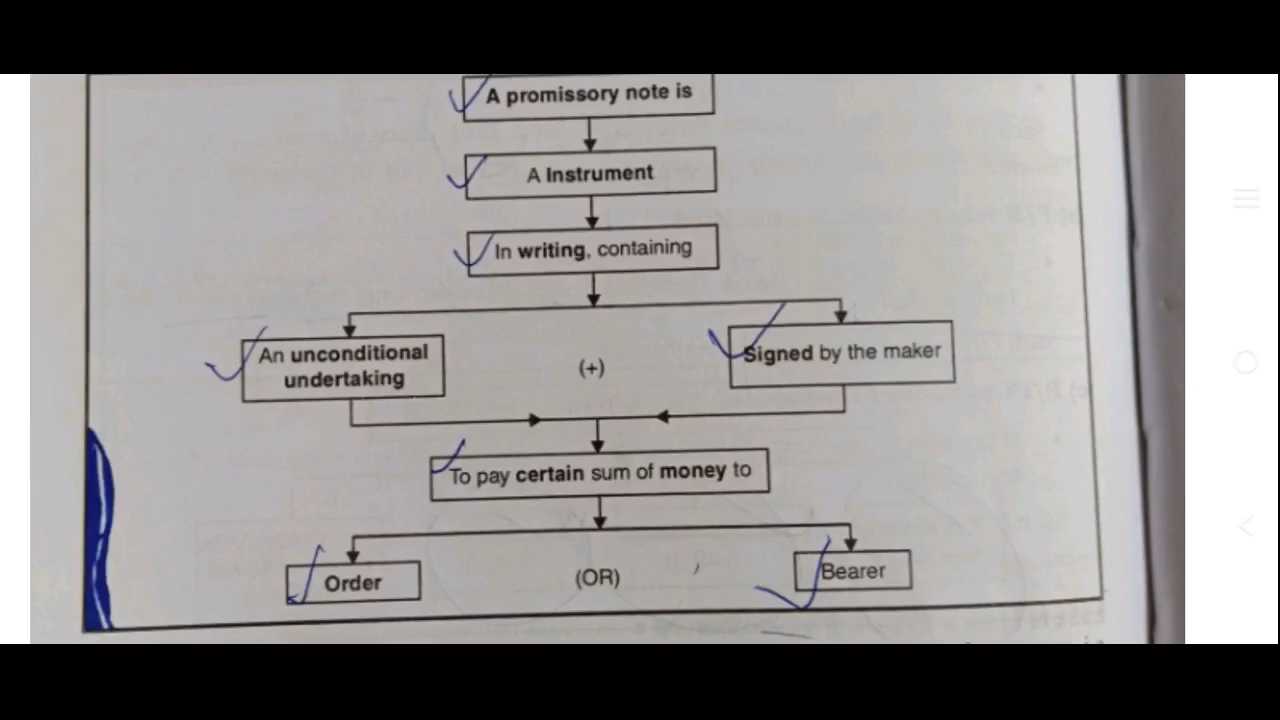 A promissory note is
A Instrument
In writing, containing
An unconditional
undertaking
(+)
Signed by the maker
To pay certain sum of money to
Order
(OR)
Bearer